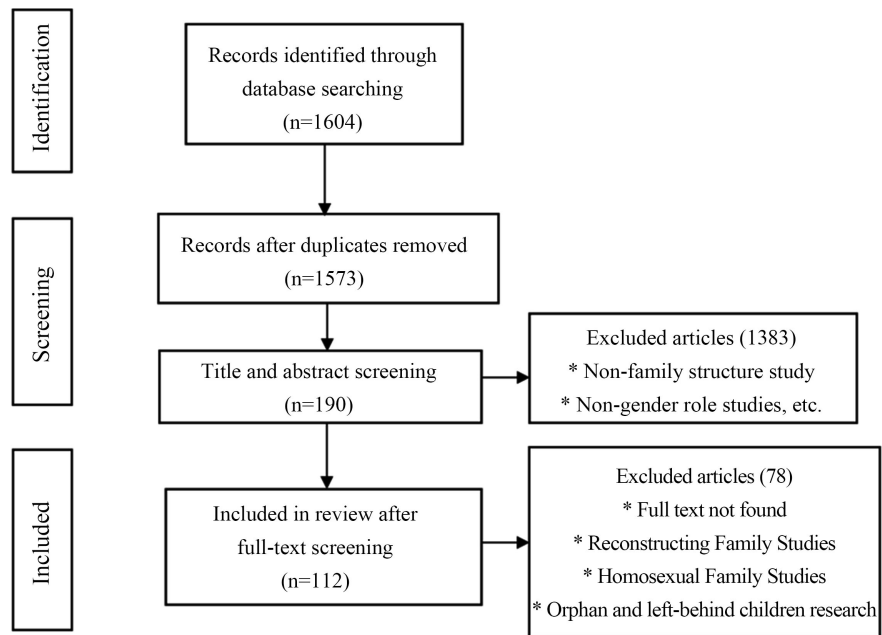 Identification
Records identified through
database searching
(n=1604)
Screening
Records after duplicates removed
(n=1573)
Title and abstract screening
(n=190)
Excluded articles (1383)
* Non-family structure study
* Non-gender role studies, etc.
Included
Included in review after
full-text screening
(n=112)
Excluded articles (78)
* Full text not found
* Reconstructing Family Studies
* Homosexual Family Studies
* Orphan and left-behind children research